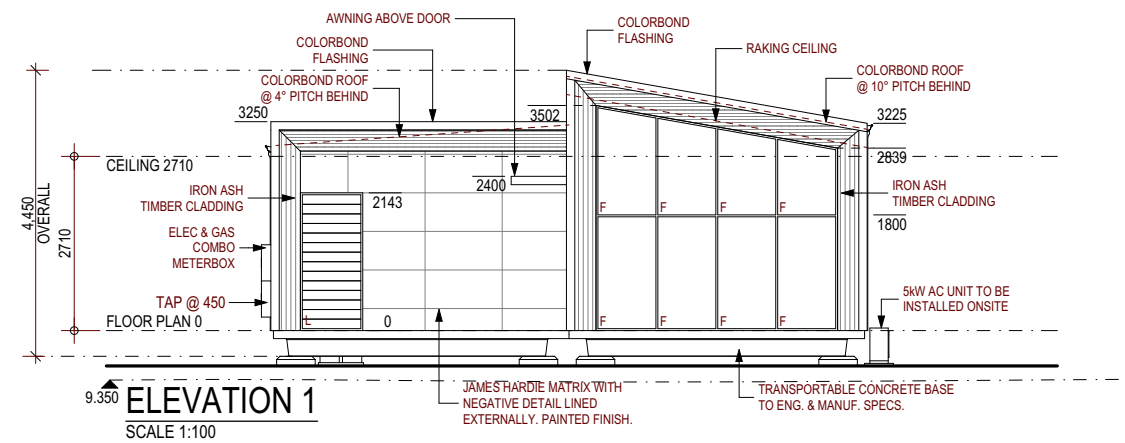 AWNING ABOVE DOOR
COLORBOND
FLASHING
COLORBOND
FLASHING
RAKING CEILING
COLORBOND ROOF
@ 4° PITCH BEHIND
COLORBOND ROOF
@ 10° PITCH BEHIND
3250
3502
3225
CEILING 2710
2839
IRON ASH
TIMBER CLADDING
2400
2143
IRON ASH
TIMBER CLADDING
4,450
OVERALL
2710
F F F F
1800
ELEC & GAS
COMBO
METERBOX
TAP @ 450
5kW AC UNIT TO BE
INSTALLED ONSITE
FLOOR PLAN 0
L
0
F F F F
9.350
ELEVATION 1
SCALE 1:100
JAMES HARDIE MATRIX WITH
NEGATIVE DETAIL LINED
EXTERNALLY. PAINTED FINISH.
TRANSPORTABLE CONCRETE BASE
TO ENG. & MANUF. SPECS.